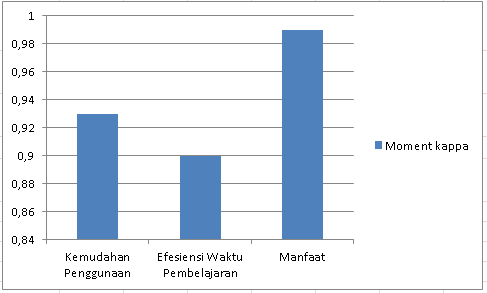 1
0,98
0,96
0,94
0,92
0,9
0,88
0,86
0,84
Kemudahan
Penggunaan
Efesiensi Waktu
Pembelajaran
Manfaat
Moment kappa